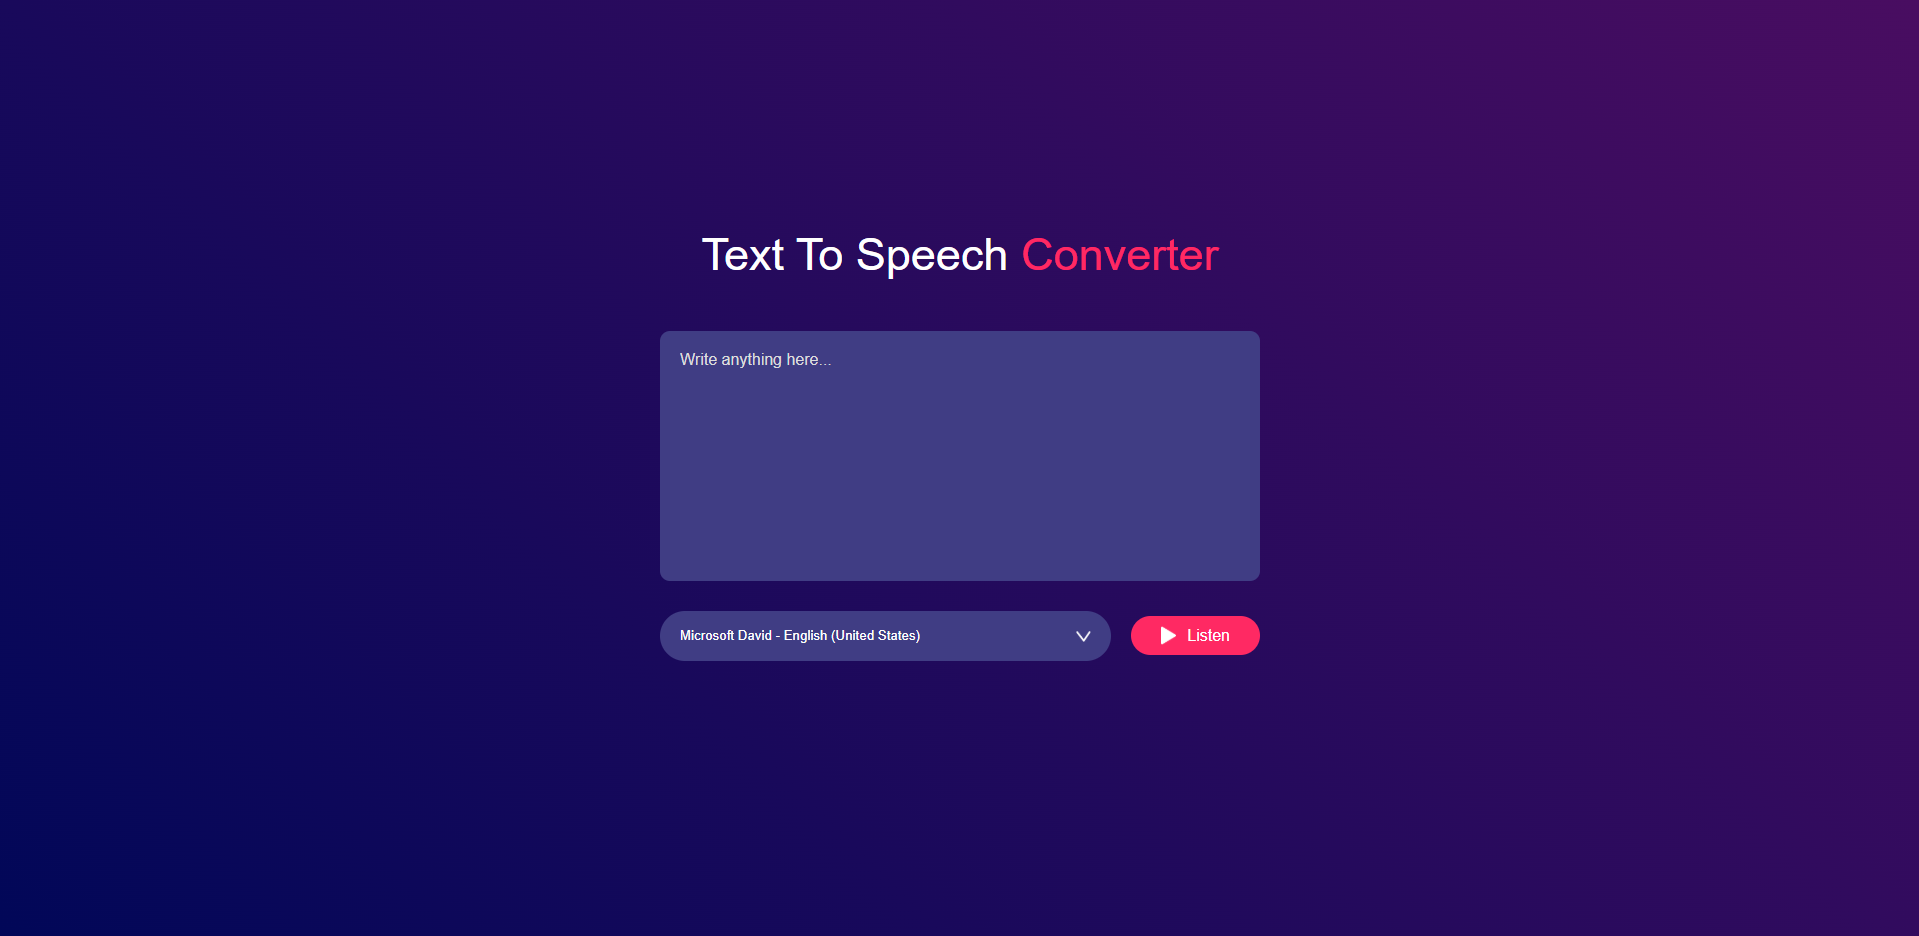 Text To Speech Converter
Write anything here...
Microsoft David - English (United States)
Listen